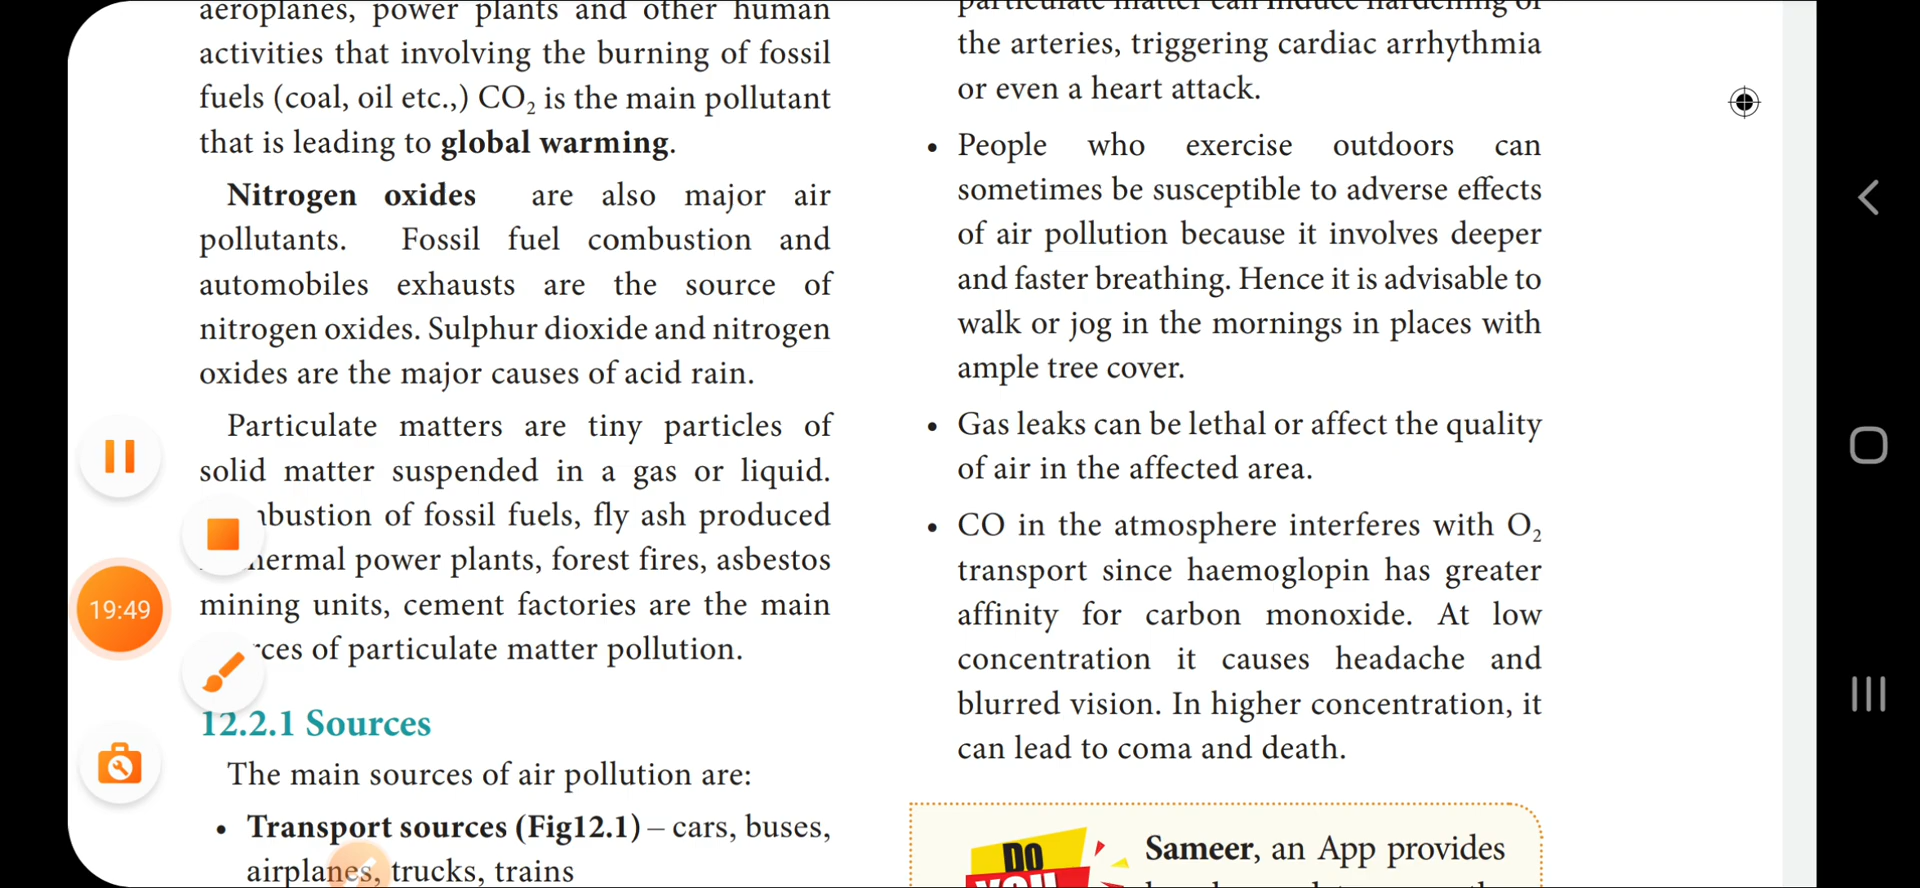 aeroplanes, power plants and other human
activities that involving the burning of fossil
fuels (coal, oil etc.,) CO₂ is the main pollutant
that is leading to global warming.
Nitrogen oxides are also major air
pollutants. Fossil fuel combustion and
automobiles exhausts are the source of
nitrogen oxides. Sulphur dioxide and nitrogen
oxides are the major causes of acid rain.
Particulate matters are tiny particles of
solid matter suspended in a gas or liquid.
of fossil fuels, fly ash produced
power plants, forest fires, asbestos
mining units, cement factories are the main
of particulate matter pollution.
12.2.1 Sources
The main sources of air pollution are:
• Transport sources (Fig12.1) – cars, buses,
airplanes, trucks, trains
particulate matter can induce hardening of
the arteries, triggering cardiac arrhythmia
or even a heart attack.
• People who exercise outdoors can
sometimes be susceptible to adverse effects
of air pollution because it involves deeper
and faster breathing. Hence it is advisable to
walk or jog in the mornings in places with
ample tree cover.
• Gas leaks can be lethal or affect the quality
of air in the affected area.
• CO in the atmosphere interferes with O₂
transport since haemoglopin has greater
affinity for carbon monoxide. At low
concentration it causes headache and
blurred vision. In higher concentration, it
can lead to coma and death.
DO
YOU
Sameer, an App provides
19:49